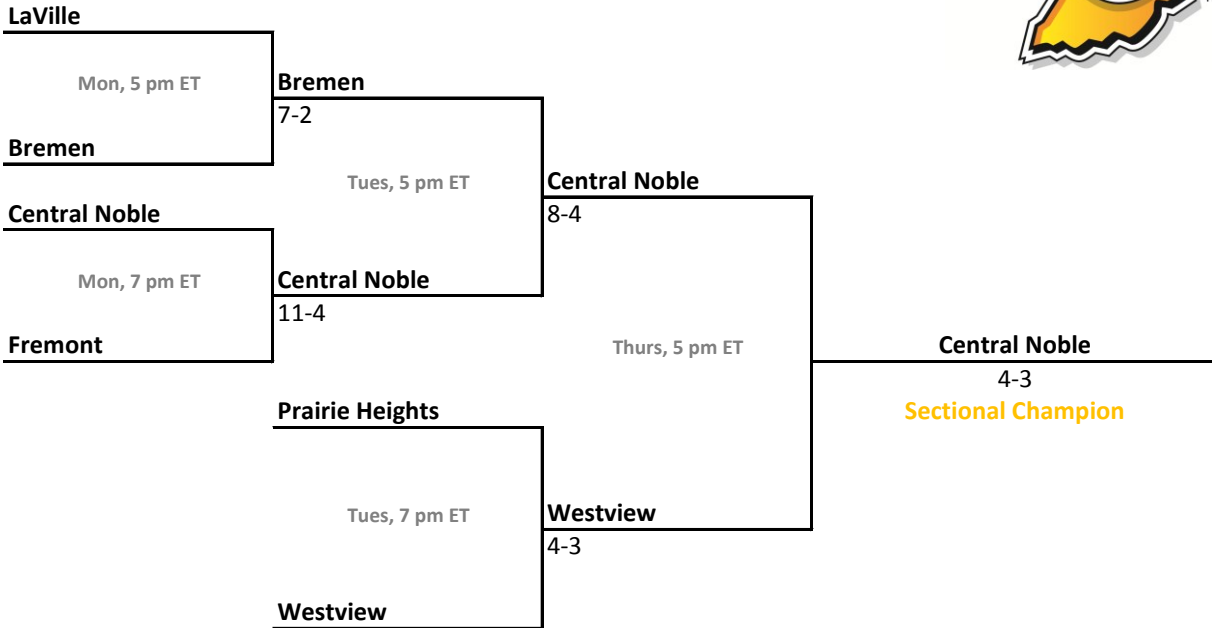 LaVille
Mon, 5 pm ET
Bremen
7-2
Bremen
Tues, 5 pm ET
Central Noble
8-4
Central Noble
Mon, 7 pm ET
Central Noble
11-4
Fremont
Thurs, 5 pm ET
Central Noble
4-3
Sectional Champion
Prairie Heights
Tues, 7 pm ET
Westview
4-3
Westview